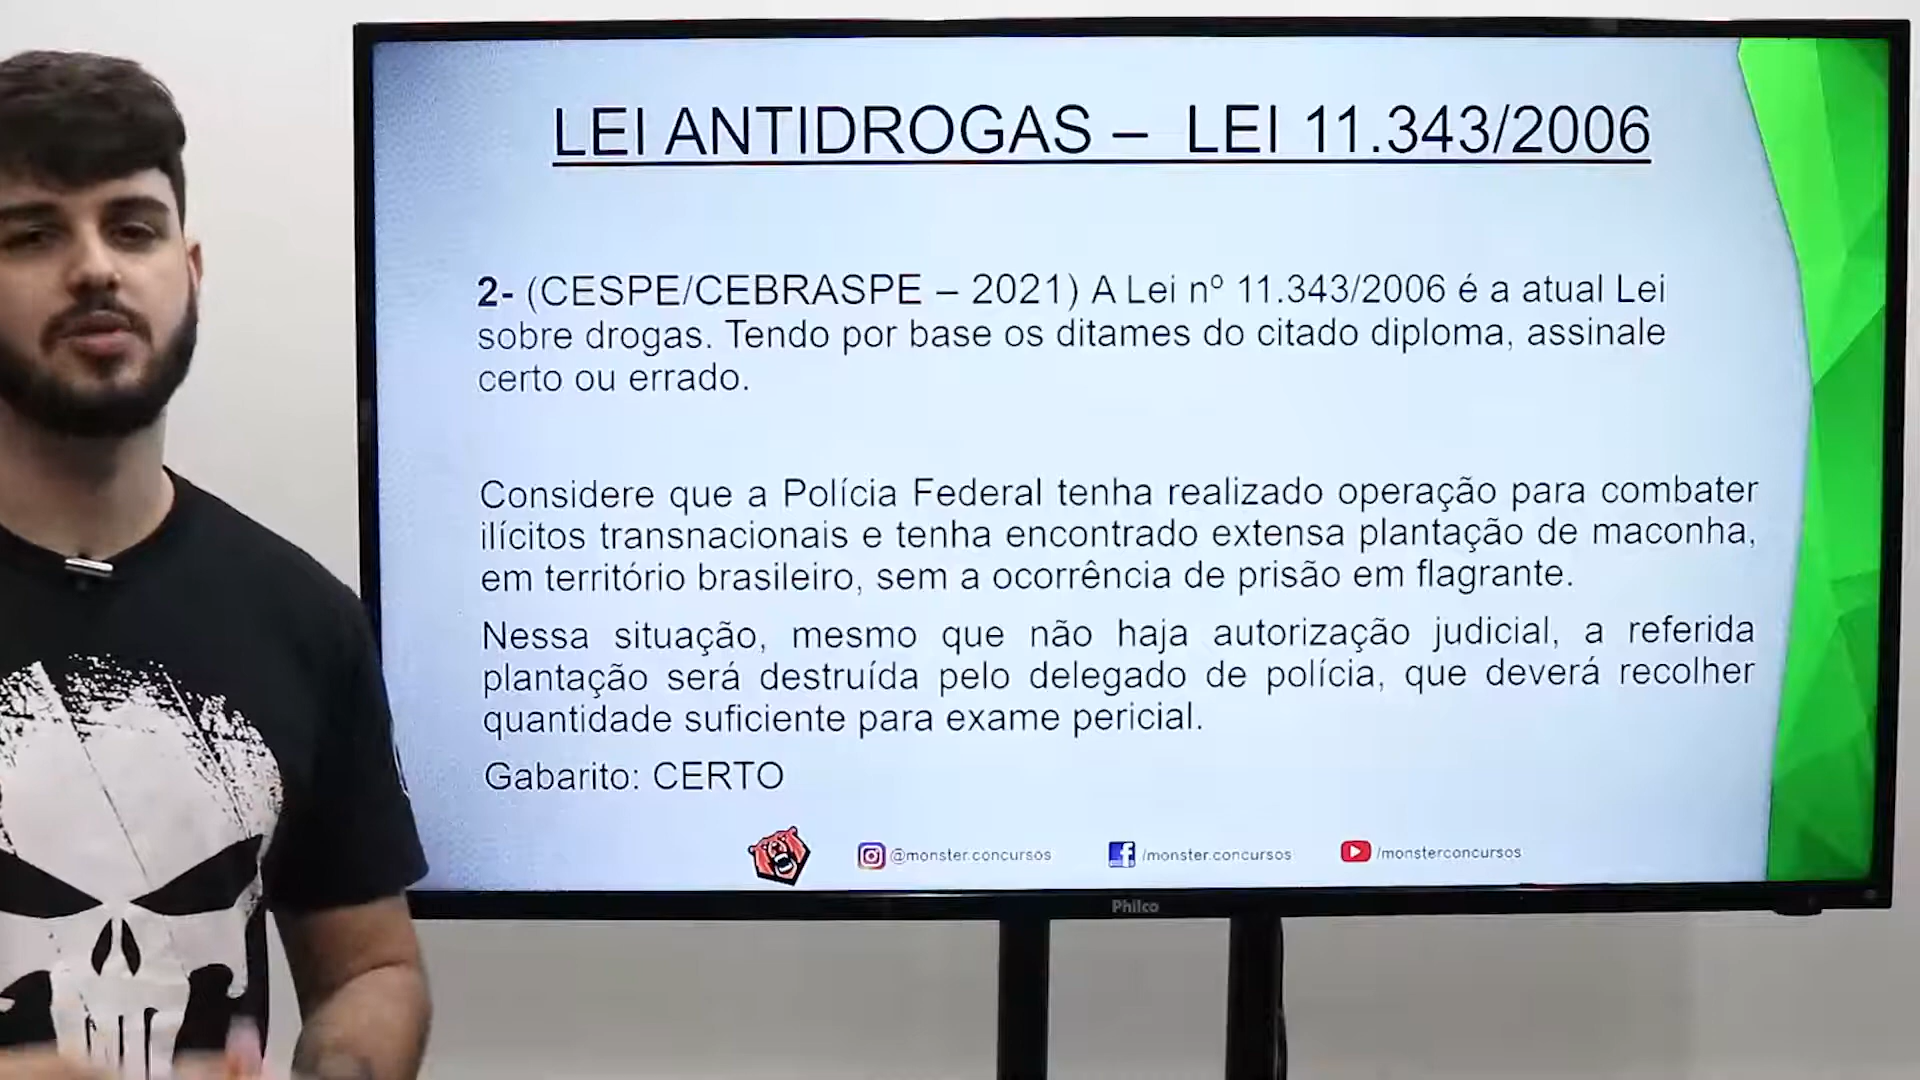 LEI ANTIDROGAS – LEI 11.343/2006
2- (CESPE/CEBRASPE – 2021) A Lei nº 11.343/2006 é a atual Lei
sobre drogas. Tendo por base os ditames do citado diploma, assinale
certo ou errado.
Considere que a Polícia Federal tenha realizado operação para combater
ilícitos transnacionais e tenha encontrado extensa plantação de maconha,
em território brasileiro, sem a ocorrência de prisão em flagrante.
Nessa situação, mesmo que não haja autorização judicial, a referida
plantação será destruída pelo delegado de polícia, que deverá recolher
quantidade suficiente para exame pericial.
Gabarito: CERTO
@monster.concursos /monster.concursos /monsterconcursos
Philco